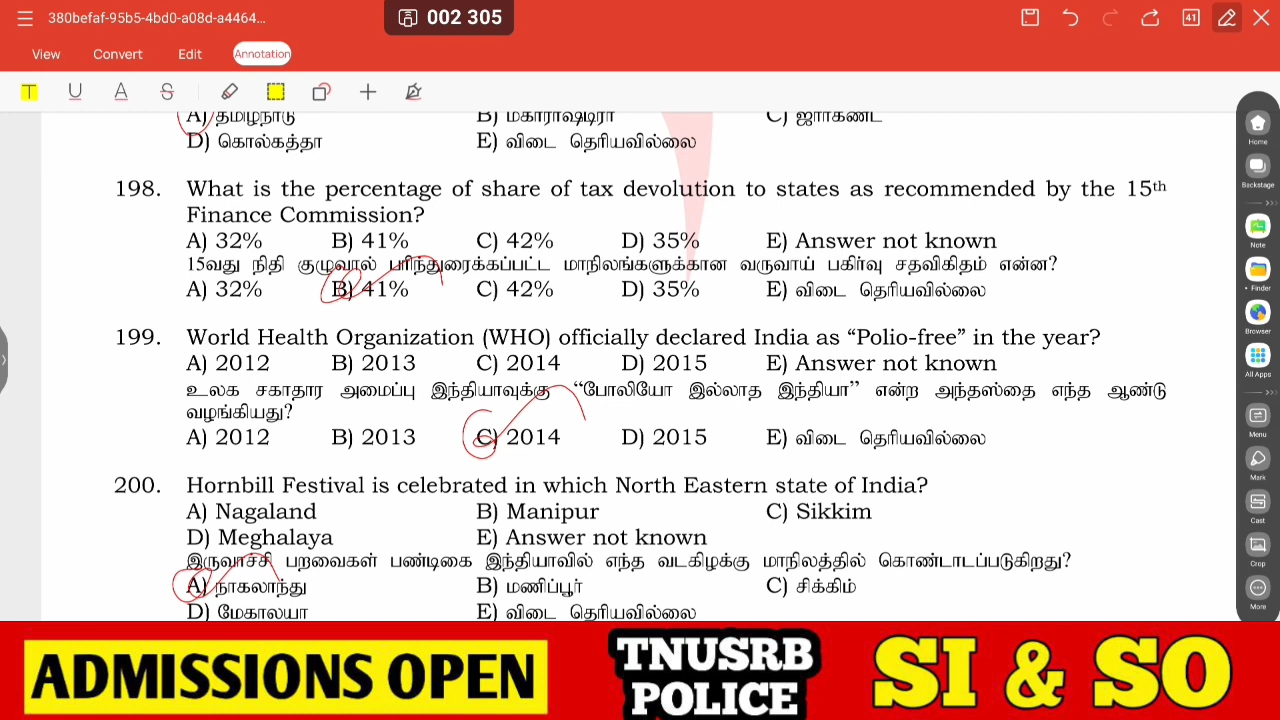 380befaf-95b5-4bd0-a08d-a4464...
002 305
41
View Convert Edit Annotation
T U A S
A) தமிழ்நாடு B) மகாராஷ்டிரா C) ஜார்கண்ட்
D) கொல்கத்தா E) விடை தெரியவில்லை
198. What is the percentage of share of tax devolution to states as recommended by the 15th
Finance Commission?
A) 32% B) 41% C) 42% D) 35% E) Answer not known
15வது நிதி குழுவால் பரிந்துரைக்கப்பட்ட மாநிலங்களுக்கான வருவாய் பகிர்வு சதவிகிதம் என்ன?
A) 32% B) 41% C) 42% D) 35% E) விடை தெரியவில்லை
199. World Health Organization (WHO) officially declared India as “Polio-free” in the year?
A) 2012 B) 2013 C) 2014 D) 2015 E) Answer not known
உலக சுகாதார அமைப்பு இந்தியாவுக்கு “போலியோ இல்லாத இந்தியா” என்ற அந்தஸ்தை எந்த ஆண்டு
வழங்கியது?
A) 2012 B) 2013 C) 2014 D) 2015 E) விடை தெரியவில்லை
200. Hornbill Festival is celebrated in which North Eastern state of India?
A) Nagaland B) Manipur C) Sikkim
D) Meghalaya E) Answer not known
இருவாச்சி பறவைகள் பண்டிகை இந்தியாவில் எந்த வடகிழக்கு மாநிலத்தில் கொண்டாடப்படுகிறது?
A) நாகலாந்து B) மணிப்பூர் C) சிக்கிம்
D) மேகாலயா E) விடை தெரியவில்லை
Home
Backstage
Note
Finder
Browser
All Apps
Menu
Mark
Cast
Crop
More
ADMISSIONS OPEN TNUSRB POLICE SI & SO